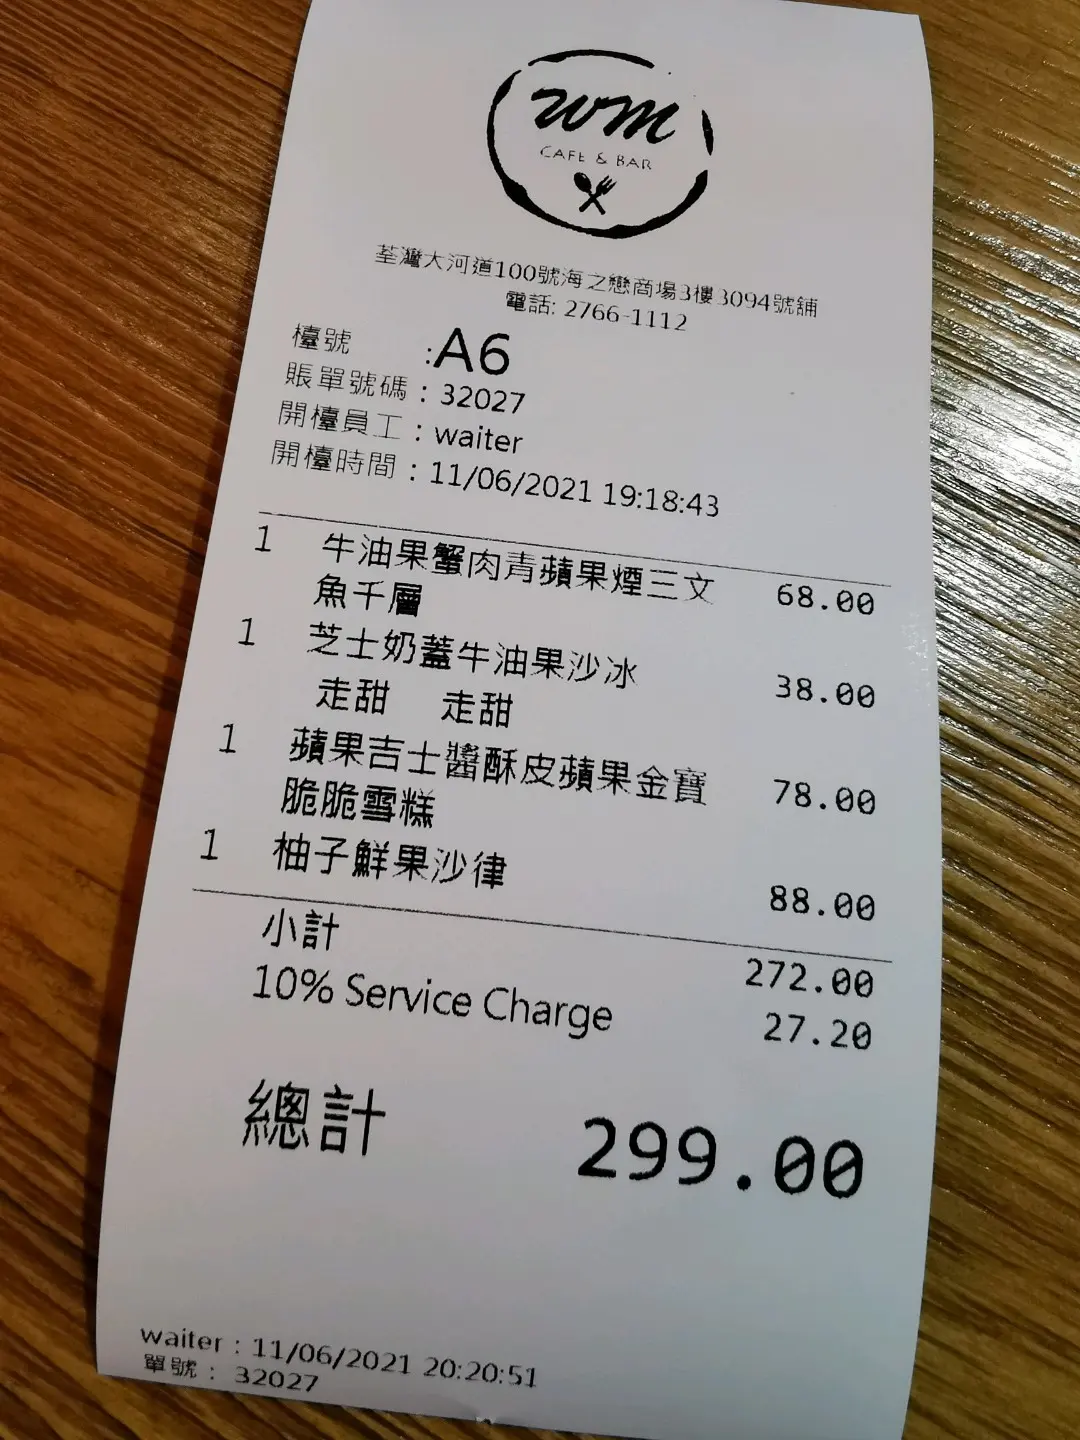 wm
CAFE & BAR
荃灣大河道100號海之戀商場3樓3094號舖
電話: 2766-1112
檯號 :A6
賬單號碼 : 32027
開檯員工 : waiter
開檯時間 : 11/06/2021 19:18:43
1 牛油果蟹肉青蘋果煙三文 68.00
魚千層
1 芝士奶蓋牛油果沙冰 38.00
走甜 走甜
1 蘋果吉士醬酥皮蘋果金寶 78.00
脆脆雪糕
1 柚子鮮果沙律 88.00
小計 272.00
10% Service Charge 27.20
總計 299.00
waiter : 11/06/2021 20:20:51
單號 : 32027